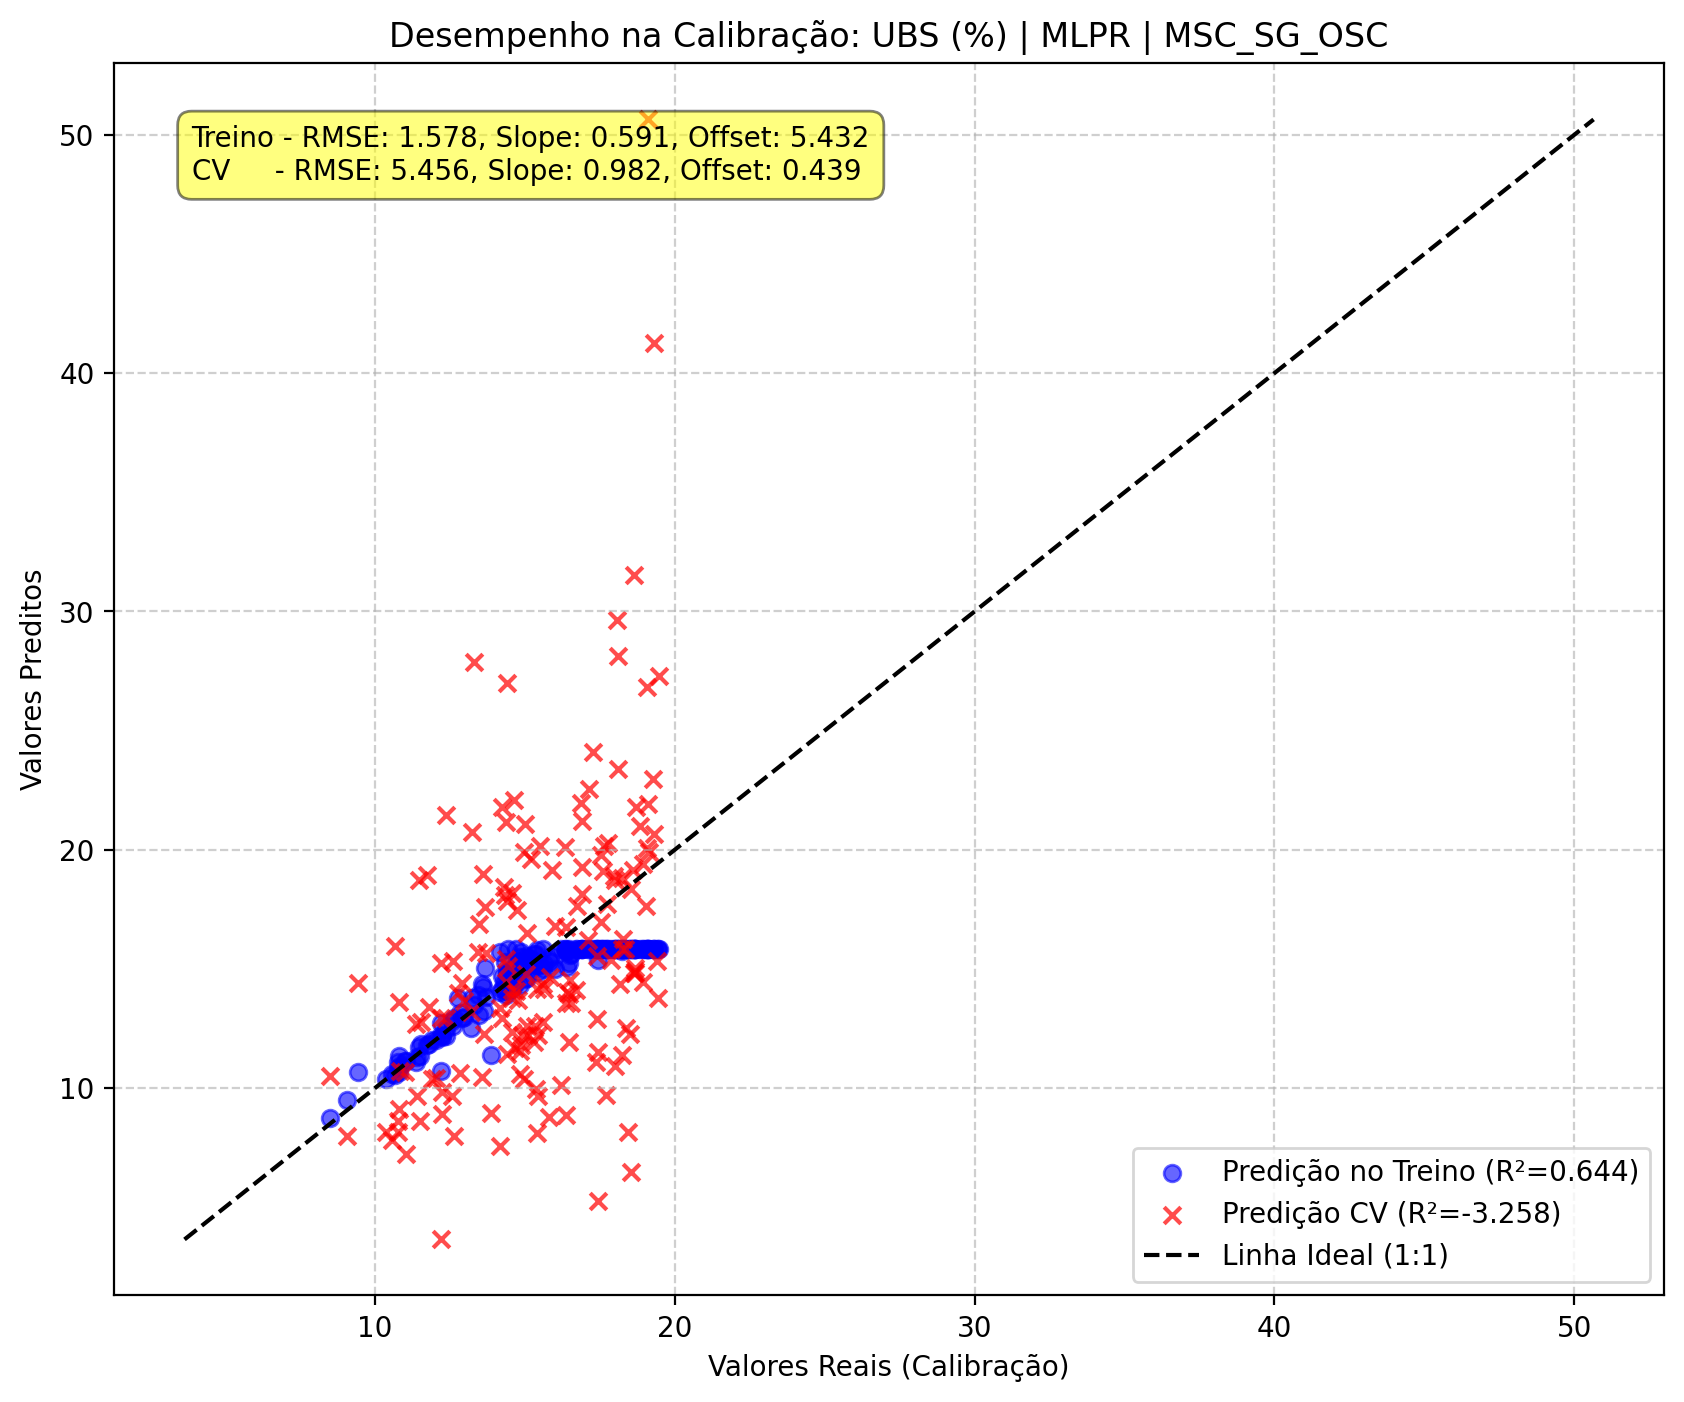 Desempenho na Calibração: UBS (%) | MLPR | MSC_SG_OSC
Treino - RMSE: 1.578, Slope: 0.591, Offset: 5.432
CV - RMSE: 5.456, Slope: 0.982, Offset: 0.439
Valores Preditos
50
40
30
20
10
Predição no Treino (R²=0.644)
Predição CV (R²=-3.258)
Linha Ideal (1:1)
10 20 30 40 50
Valores Reais (Calibração)